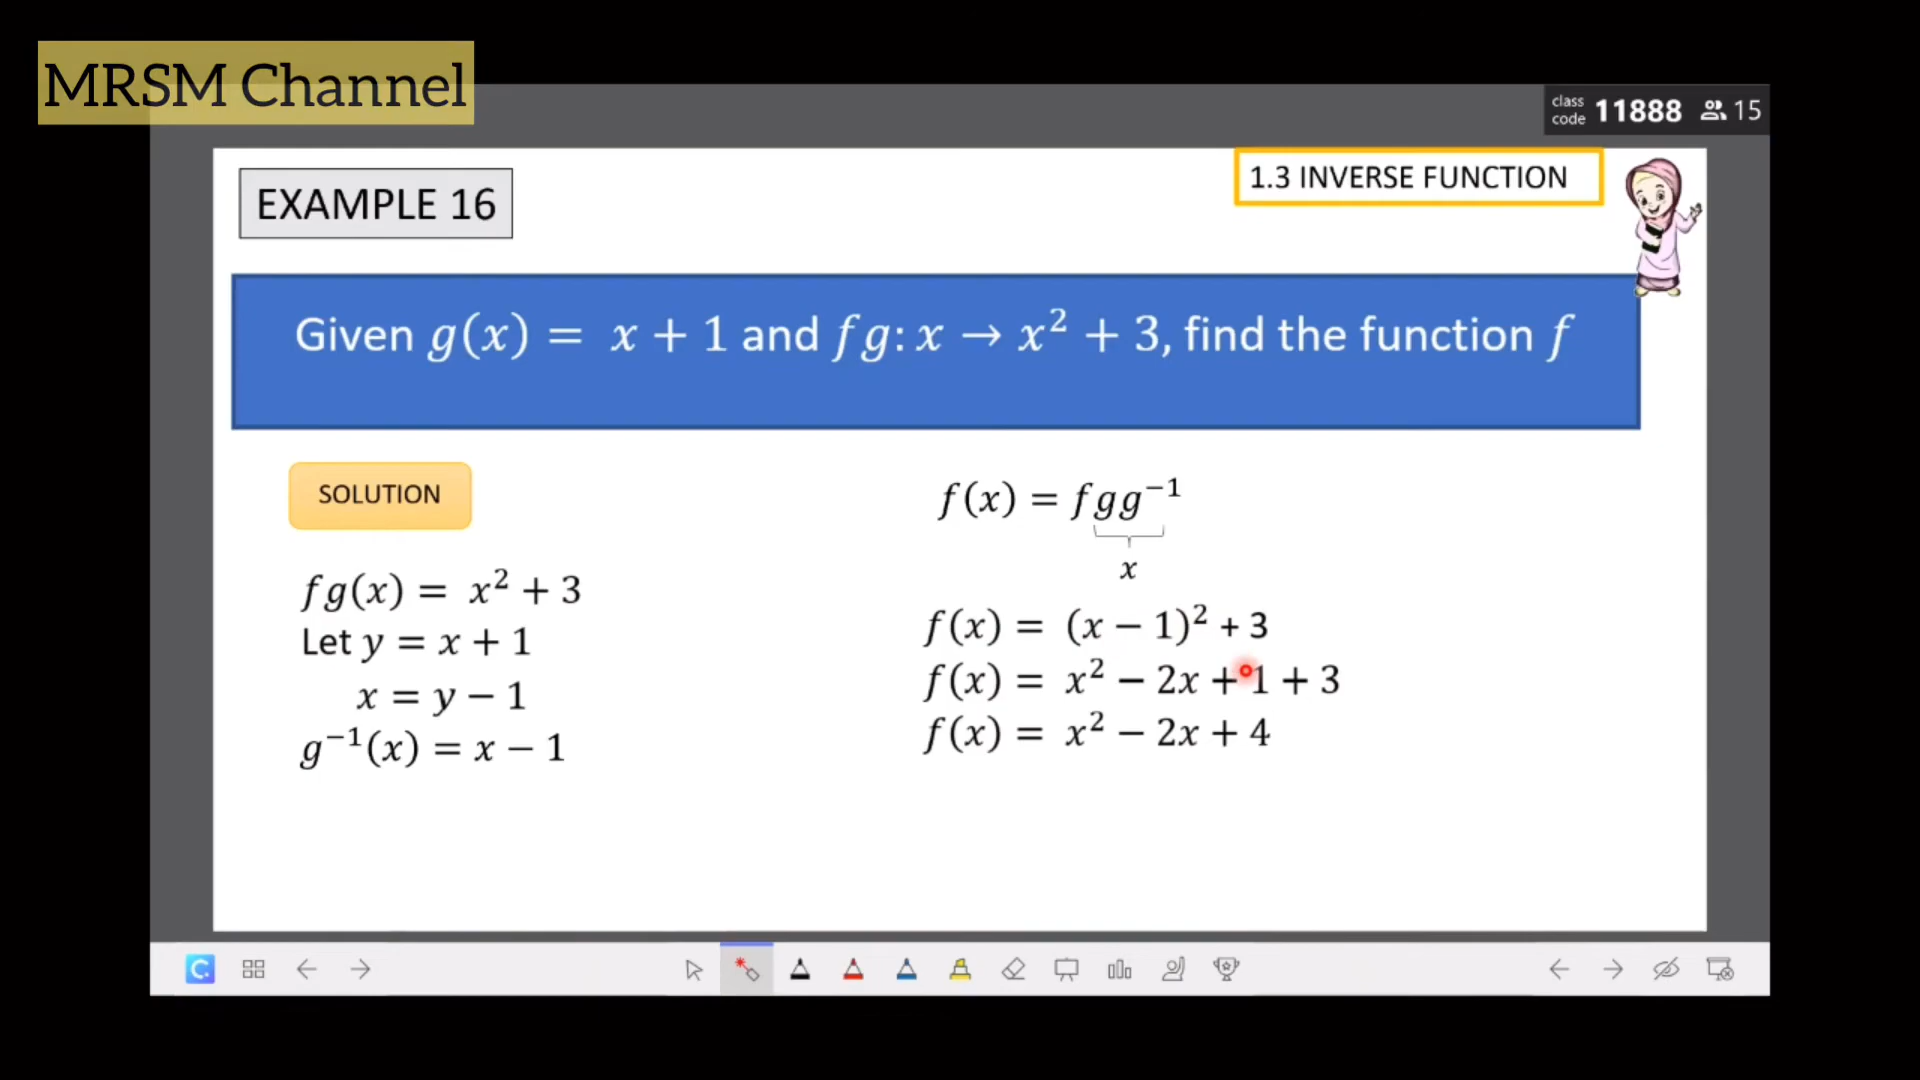 MRSM Channel
class code 11888 15
EXAMPLE 16
1.3 INVERSE FUNCTION
Given g(x) = x + 1 and fg: x → x² + 3, find the function f
SOLUTION
fg(x) = x² + 3
Let y = x + 1
x = y − 1
g⁻¹(x) = x − 1
f(x) = fgg⁻¹
x
f(x) = (x − 1)² + 3
f(x) = x² − 2x + 1 + 3
f(x) = x² − 2x + 4